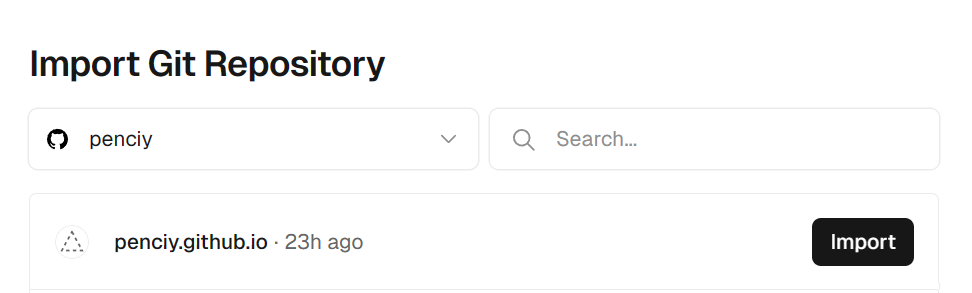 Import Git Repository
penciy
Search...
penciy.github.io · 23h ago
Import